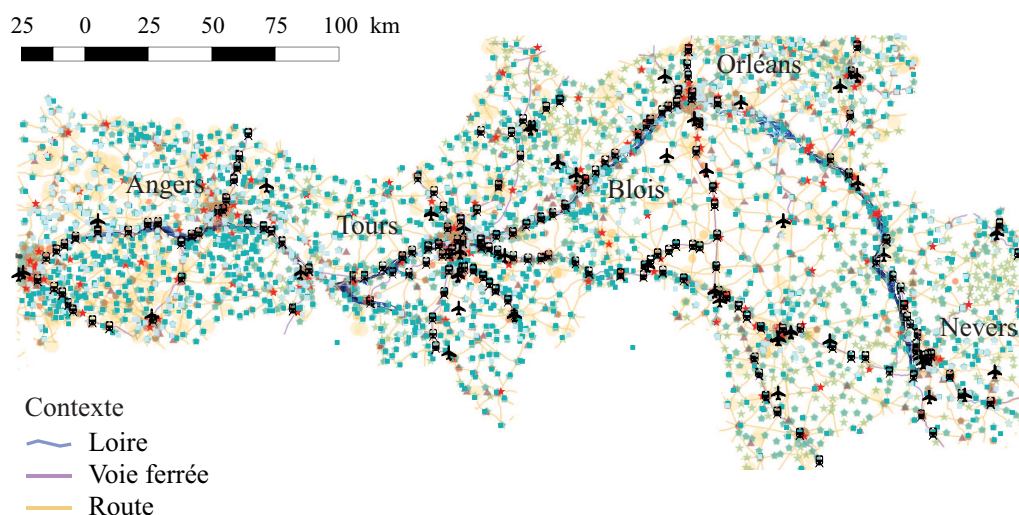 25 0 25 50 75 100 km
Orléans
Angers
Blois
Tours
Nevers
Contexte
Loire
Voie ferrée
Route